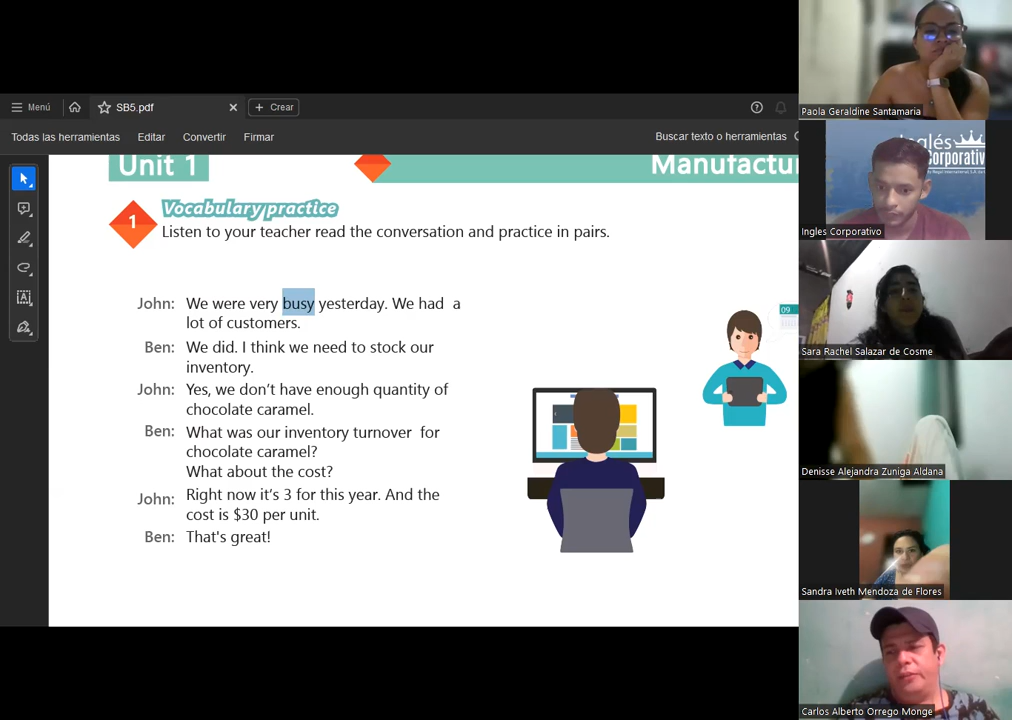 Menú
SB5.pdf
Crear
Todas las herramientas
Editar
Convertir
Firmar
Buscar texto o herramientas
Unit 1
Manufactu
1
Vocabulary practice
Listen to your teacher read the conversation and practice in pairs.
John: We were very busy yesterday. We had a
lot of customers.
Ben: We did. I think we need to stock our
inventory.
John: Yes, we don't have enough quantity of
chocolate caramel.
Ben: What was our inventory turnover for
chocolate caramel?
What about the cost?
John: Right now it's 3 for this year. And the
cost is $30 per unit.
Ben: That's great!
09
Paola Geraldine Santamaria
Inglés
Corporativ
Ingles Corporativo
Sara Rachel Salazar de Cosme
Denisse Alejandra Zuniga Aldana
Sandra Iveth Mendoza de Flores
Carlos Alberto Orrego Monge